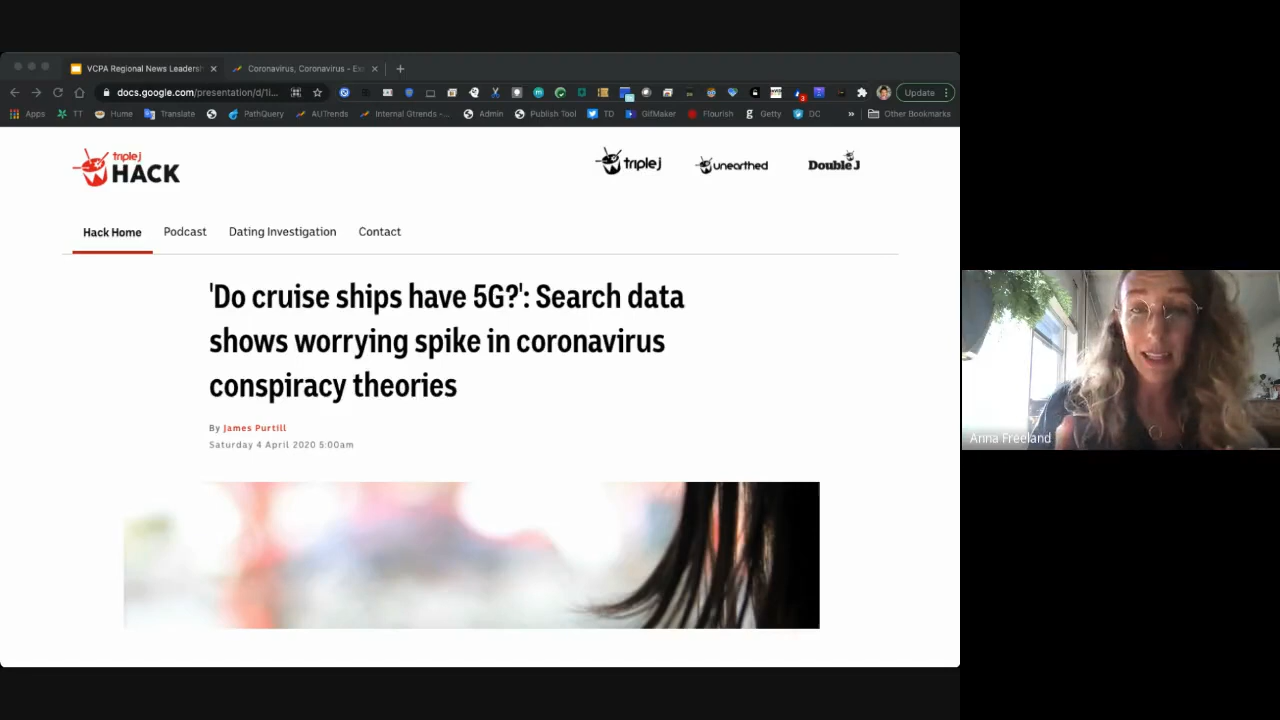 VCPA Regional News Leaders
Coronavirus, Coronavirus - Ex
docs.google.com/presentation/d/1l...
Update
Apps
TT
Translate
Home
PathQuery
AUTrends
Internal Gtrends -...
Admin
Publish Tool
TD
GifMaker
Flourish
Getty
DC
Other Bookmarks
triple j
HACK
triple j
unearthed
Double J
Hack Home
Podcast
Dating Investigation
Contact
'Do cruise ships have 5G?': Search data
shows worrying spike in coronavirus
conspiracy theories
By James Purtill
Saturday 4 April 2020 5:00am
Anna Freeland